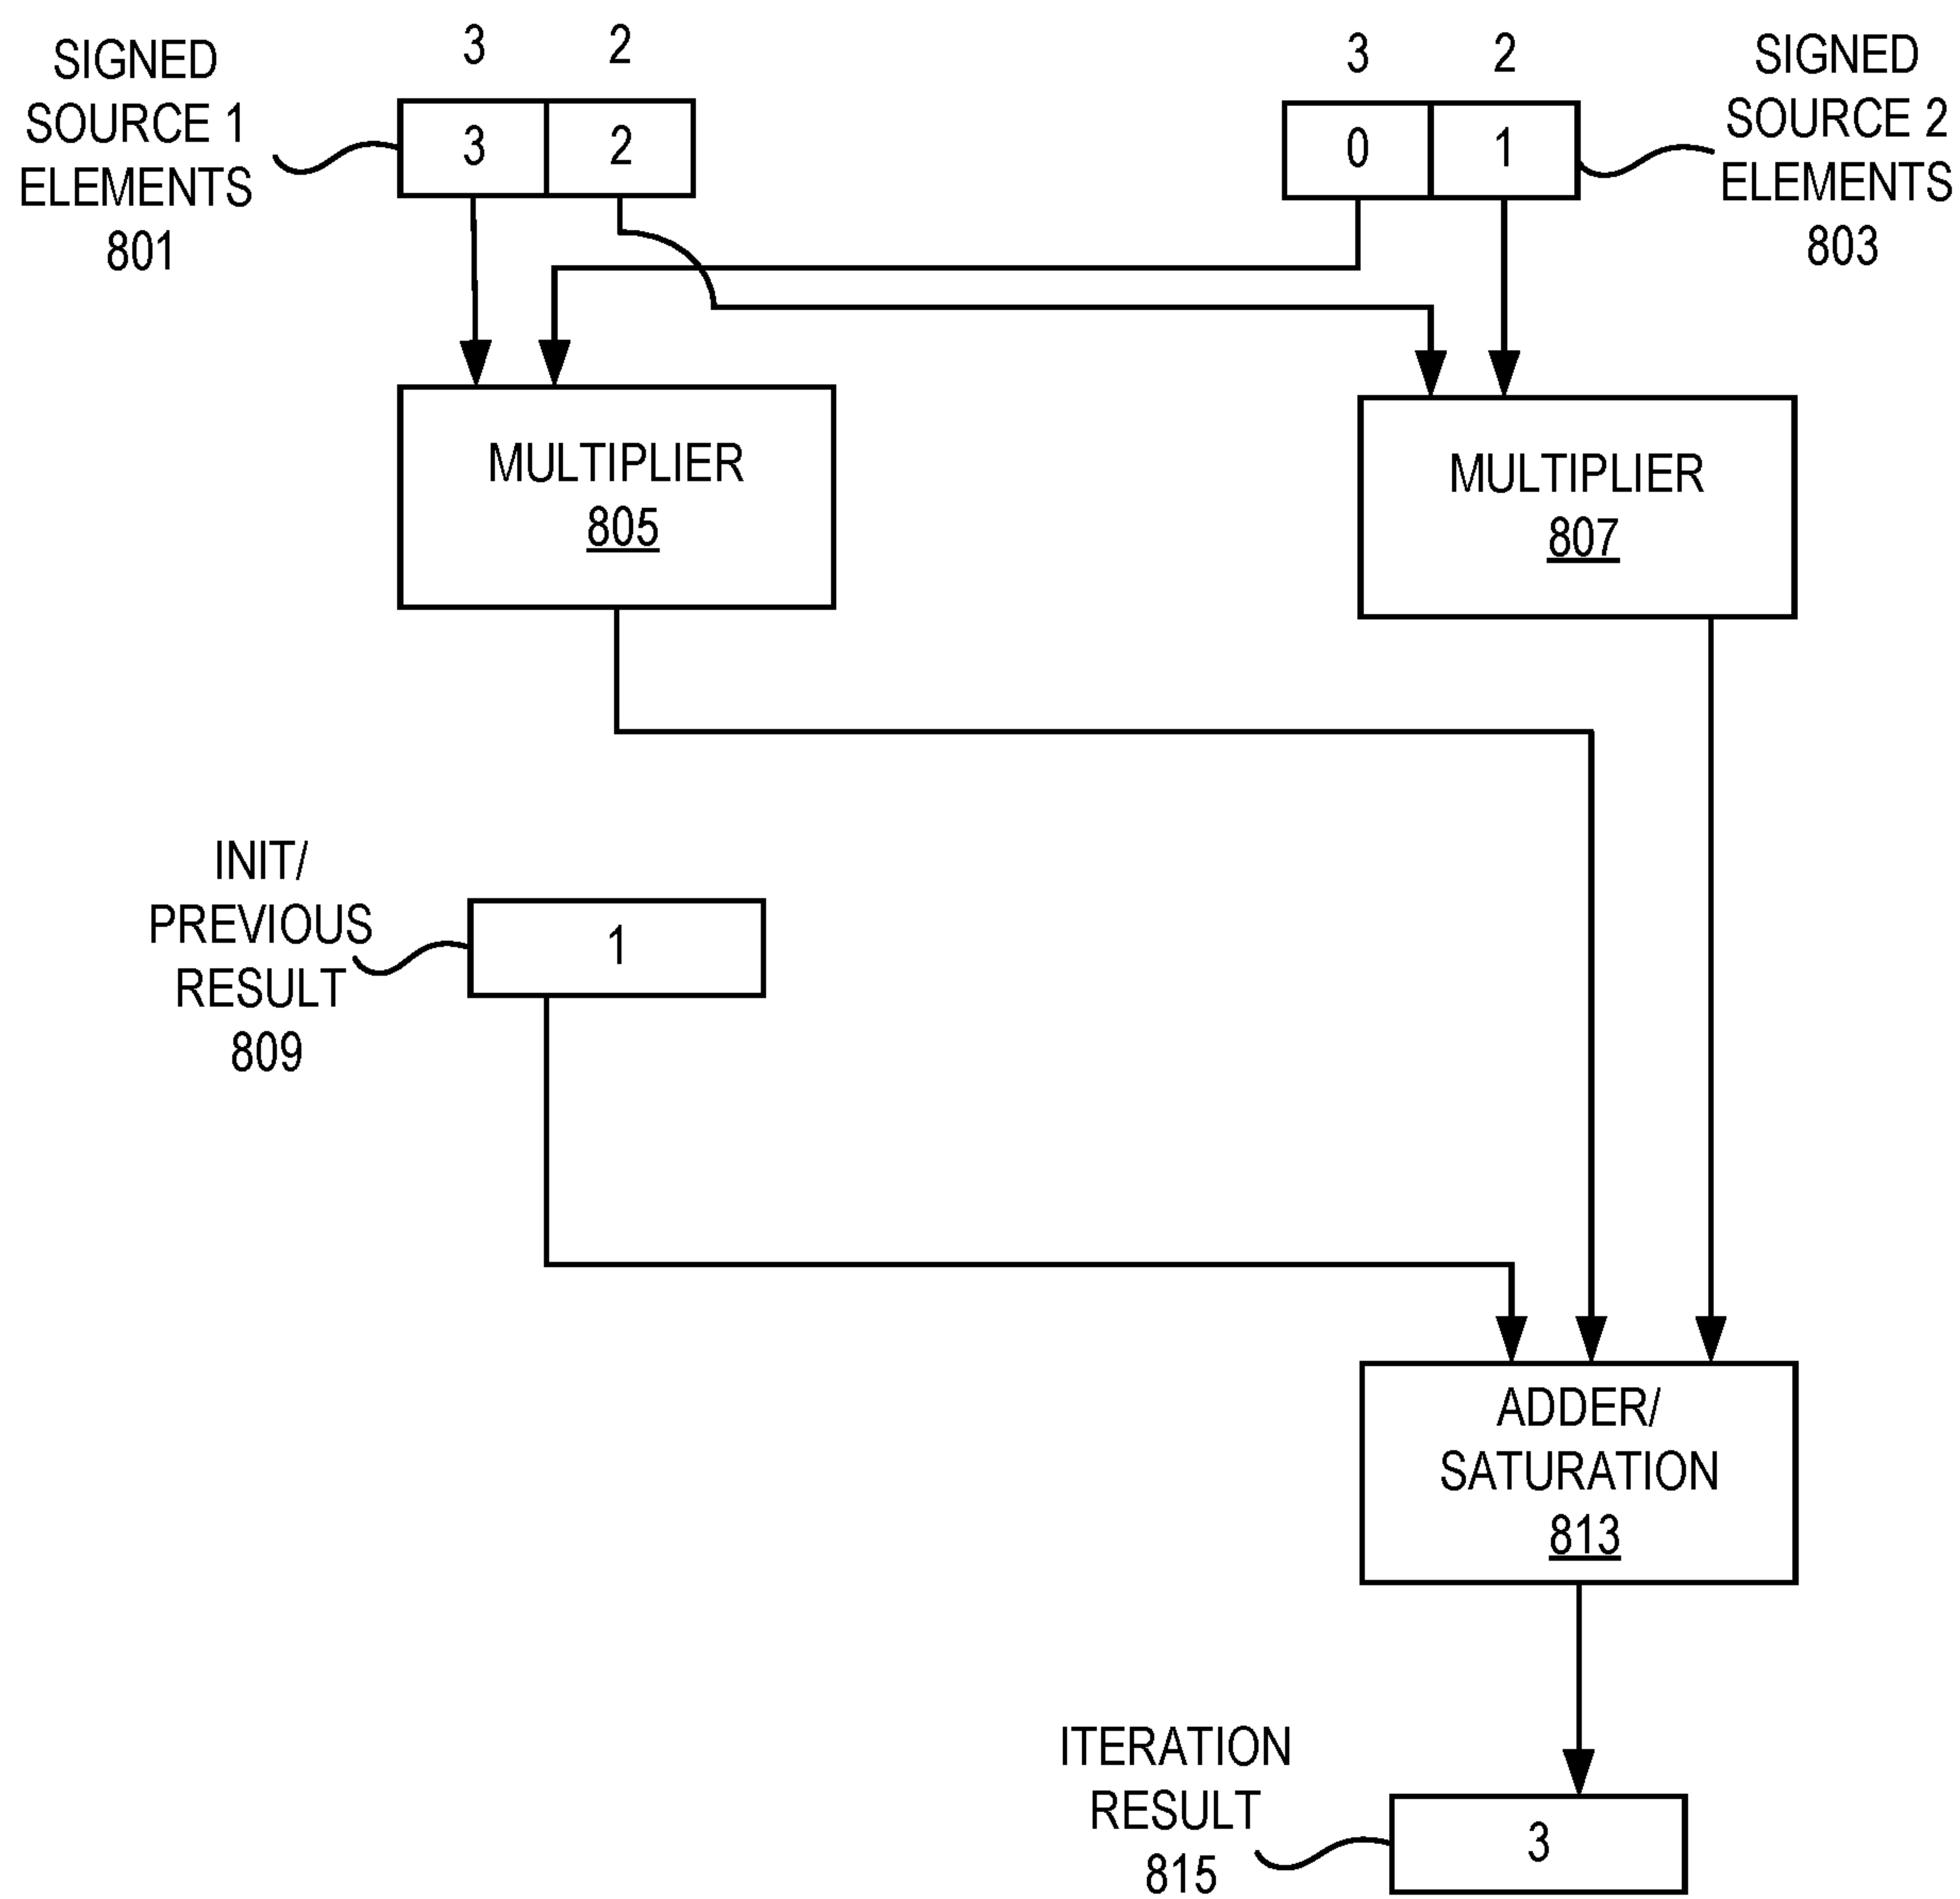 SIGNED
SOURCE 1
ELEMENTS
801
3 2
3 2
3 2
0 1
SIGNED
SOURCE 2
ELEMENTS
803
MULTIPLIER
805
MULTIPLIER
807
INIT/
PREVIOUS
RESULT
809
1
ADDER/
SATURATION
813
ITERATION
RESULT
815
3